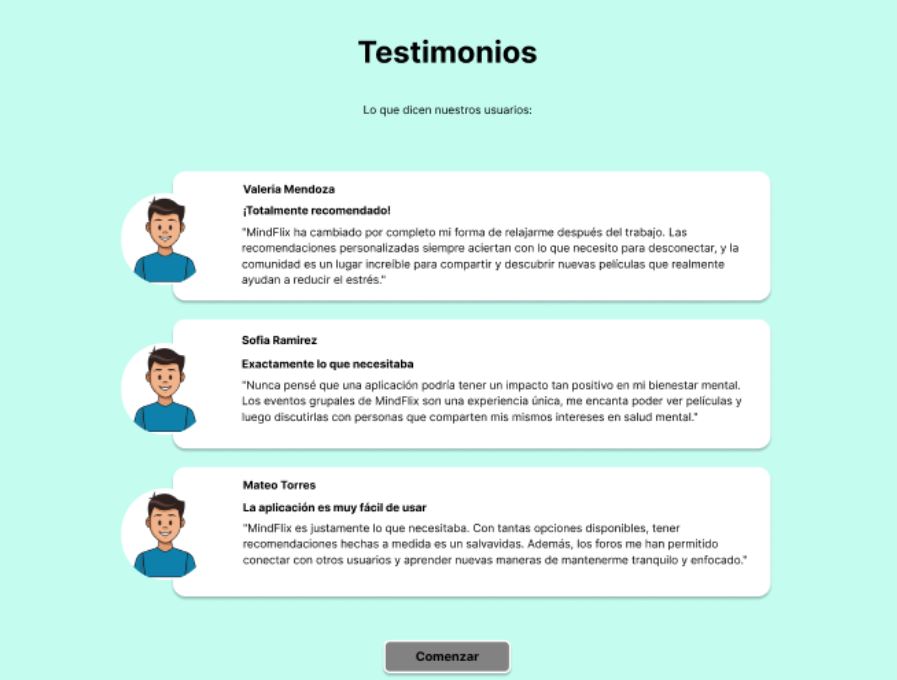 Testimonios
Lo que dicen nuestros usuarios:
Valeria Mendoza
¡Totalmente recomendado!
"MindFlix ha cambiado por completo mi forma de relajarme después del trabajo. Las
recomendaciones personalizadas siempre aciertan con lo que necesito para desconectar, y la
comunidad es un lugar increíble para compartir y descubrir nuevas películas que realmente
ayudan a reducir el estrés."
Sofia Ramirez
Exactamente lo que necesitaba
"Nunca pensé que una aplicación podría tener un impacto tan positivo en mi bienestar mental.
Los eventos grupales de MindFlix son una experiencia única, me encanta poder ver películas y
luego discutirlas con personas que comparten mis mismos intereses en salud mental."
Mateo Torres
La aplicación es muy fácil de usar
"MindFlix es justamente lo que necesitaba. Con tantas opciones disponibles, tener
recomendaciones hechas a medida es un salvavidas. Además, los foros me han permitido
conectar con otros usuarios y aprender nuevas maneras de mantenerme tranquilo y enfocado."
Comenzar